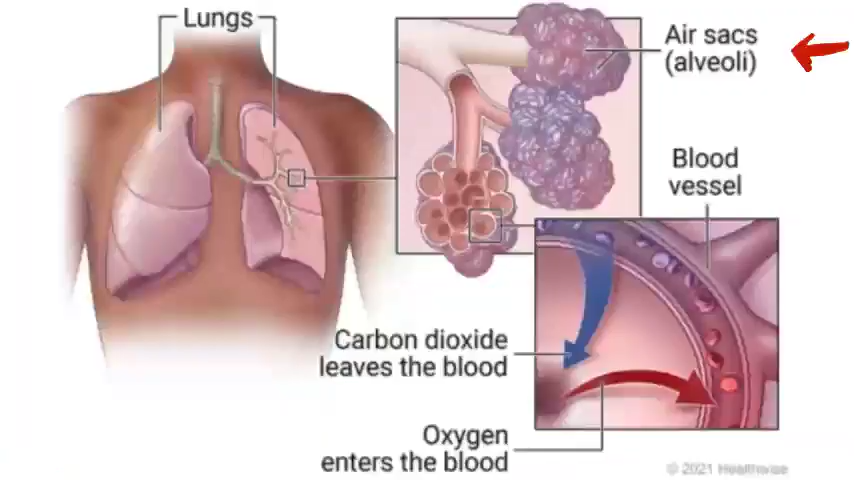 Lungs
Air sacs
(alveoli)
Blood
vessel
Carbon dioxide
leaves the blood
Oxygen
enters the blood
© 2021 Healthwise